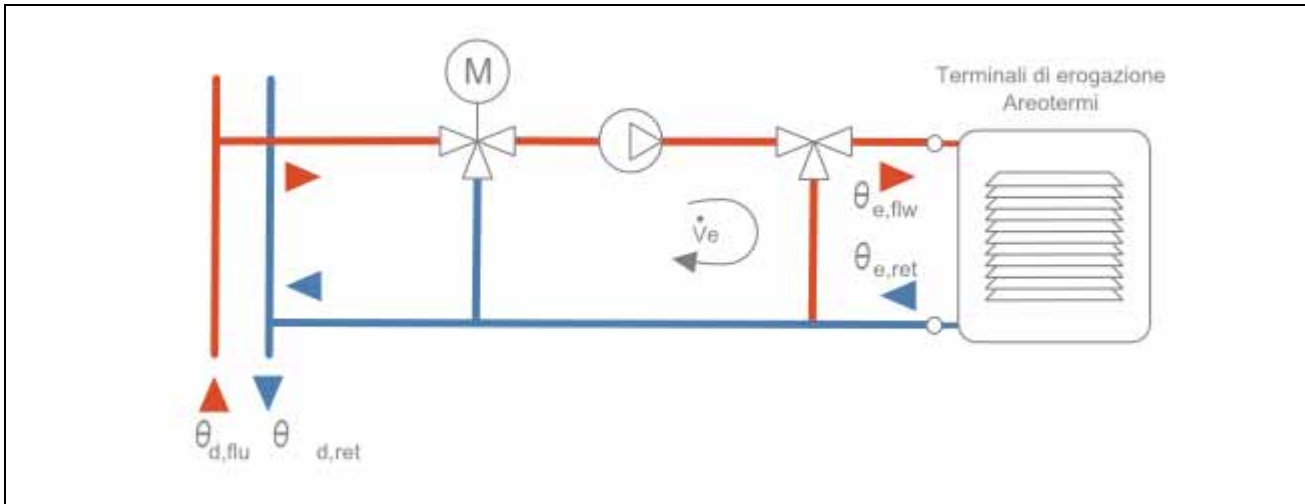 M
Terminali di erogazione
Areotermi
θe,flw
V̇e
θe,ret
θd,flu θ d,ret